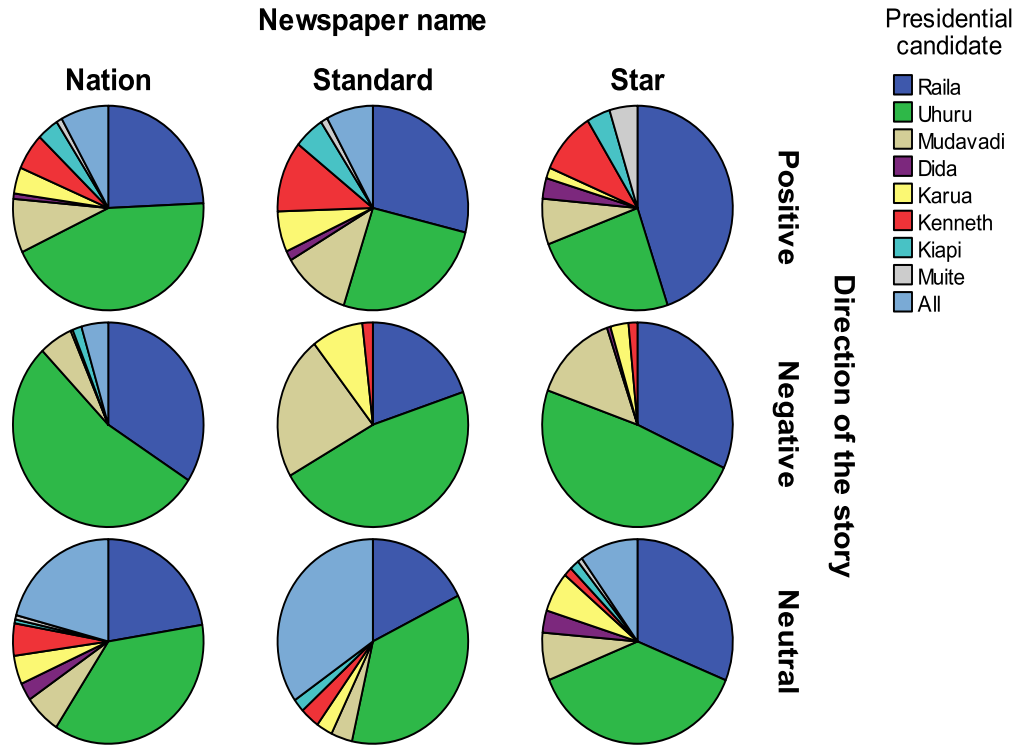 Newspaper name
Nation
Standard
Star
Presidential
candidate
Raila
Uhuru
Mudavadi
Dida
Karua
Kenneth
Kiapi
Muite
All
Positive
Negative
Neutral
Direction of the story